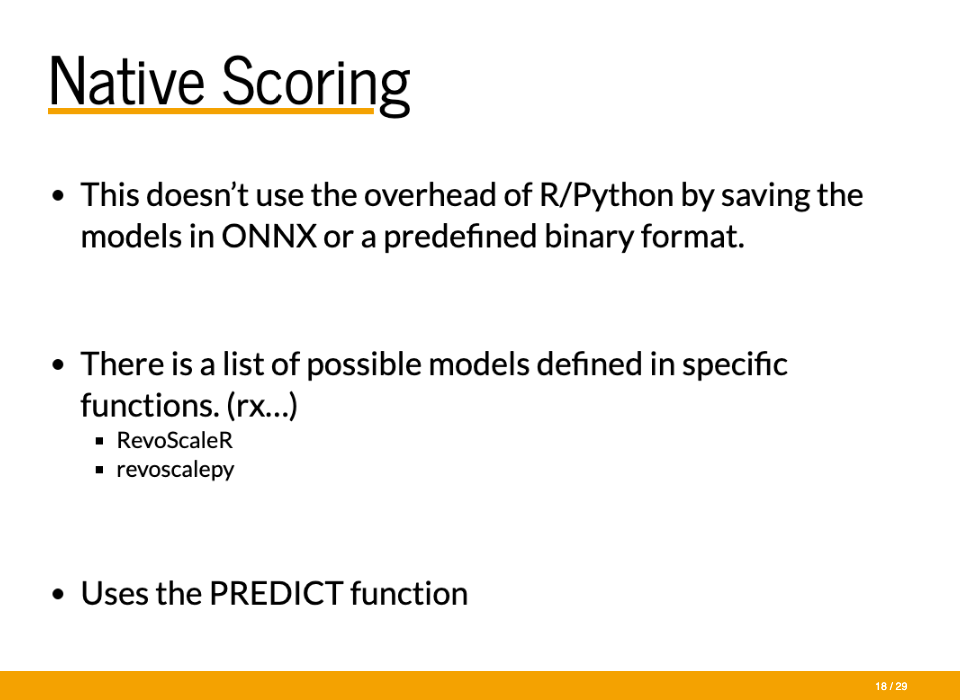 Native Scoring
• This doesn’t use the overhead of R/Python by saving the
models in ONNX or a predefined binary format.
• There is a list of possible models defined in specific
functions. (rx...)
▪ RevoScaleR
▪ revoscalepy
• Uses the PREDICT function
18 / 29